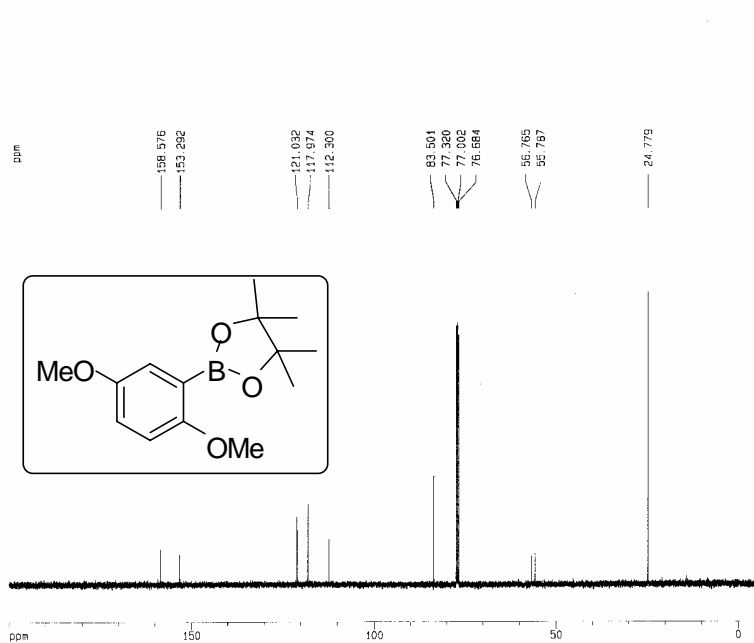 ppm
158.576
153.292
121.032
117.974
112.300
83.501
77.320
77.002
76.684
56.765
55.787
24.779
O
MeO
B
O
OMe
ppm
150
100
50
0